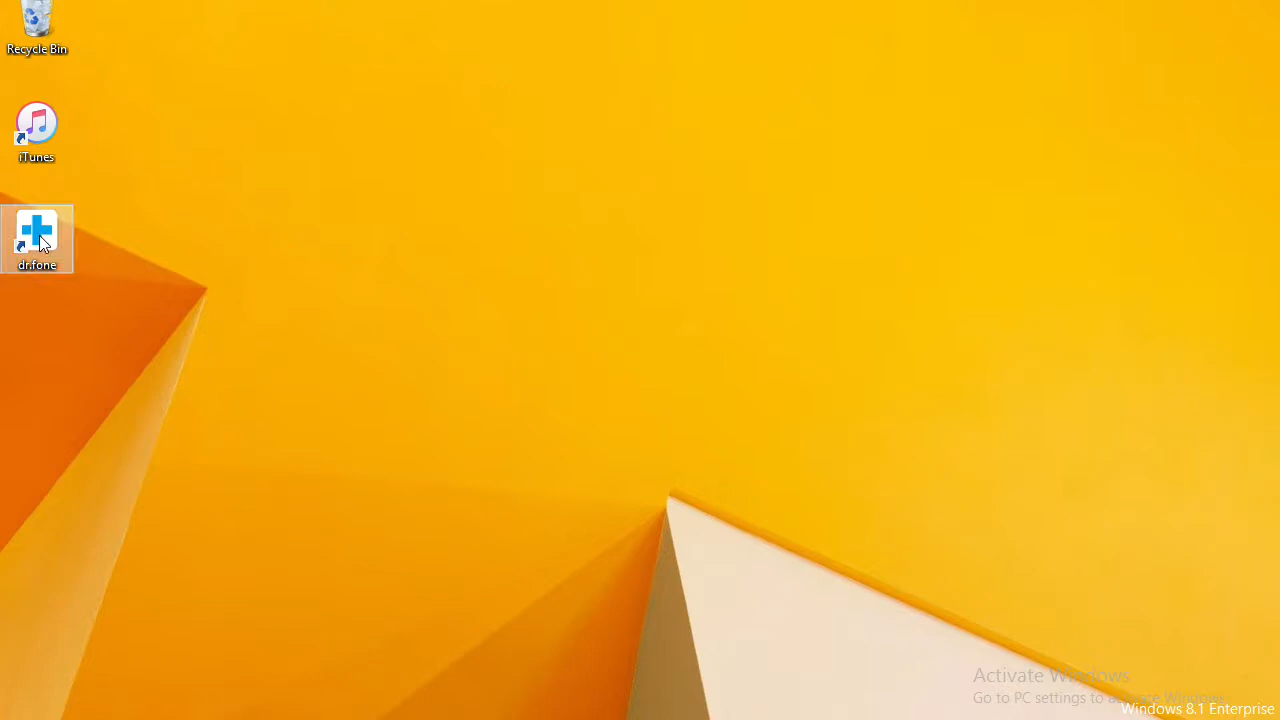 Recycle Bin
iTunes
dr.fone
Activate Windows
Go to PC settings to activate Windows.
Windows 8.1 Enterprise